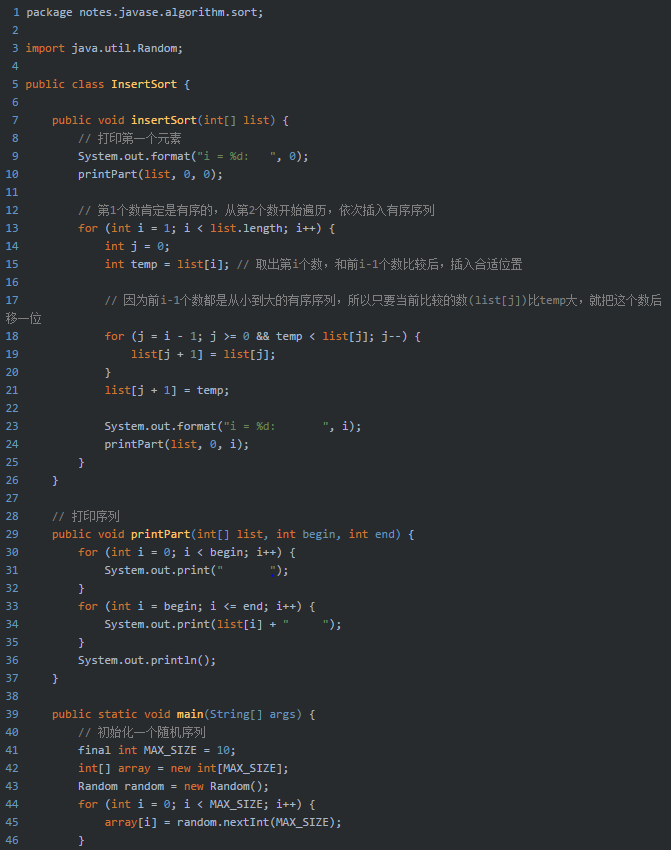 1 package notes.javase.algorithm.sort;
2
3 import java.util.Random;
4
5 public class InsertSort {
6
7     public void insertSort(int[] list) {
8         // 打印第一个元素
9         System.out.format("i = %d:   ", 0);
10         printPart(list, 0, 0);
11
12         // 第1个数肯定是有序的，从第2个数开始遍历，依次插入有序序列
13         for (int i = 1; i < list.length; i++) {
14             int j = 0;
15             int temp = list[i]; // 取出第i个数，和前i-1个数比较后，插入合适位置
16
17             // 因为前i-1个数都是从小到大的有序序列，所以只要当前比较的数(list[j])比temp大，就把这个数后
移一位
18             for (j = i - 1; j >= 0 && temp < list[j]; j--) {
19                 list[j + 1] = list[j];
20             }
21             list[j + 1] = temp;
22
23             System.out.format("i = %d:       ", i);
24             printPart(list, 0, i);
25         }
26     }
27
28     // 打印序列
29     public void printPart(int[] list, int begin, int end) {
30         for (int i = 0; i < begin; i++) {
31             System.out.print("       ");
32         }
33         for (int i = begin; i <= end; i++) {
34             System.out.print(list[i] + "     ");
35         }
36         System.out.println();
37     }
38
39     public static void main(String[] args) {
40         // 初始化一个随机序列
41         final int MAX_SIZE = 10;
42         int[] array = new int[MAX_SIZE];
43         Random random = new Random();
44         for (int i = 0; i < MAX_SIZE; i++) {
45             array[i] = random.nextInt(MAX_SIZE);
46         }